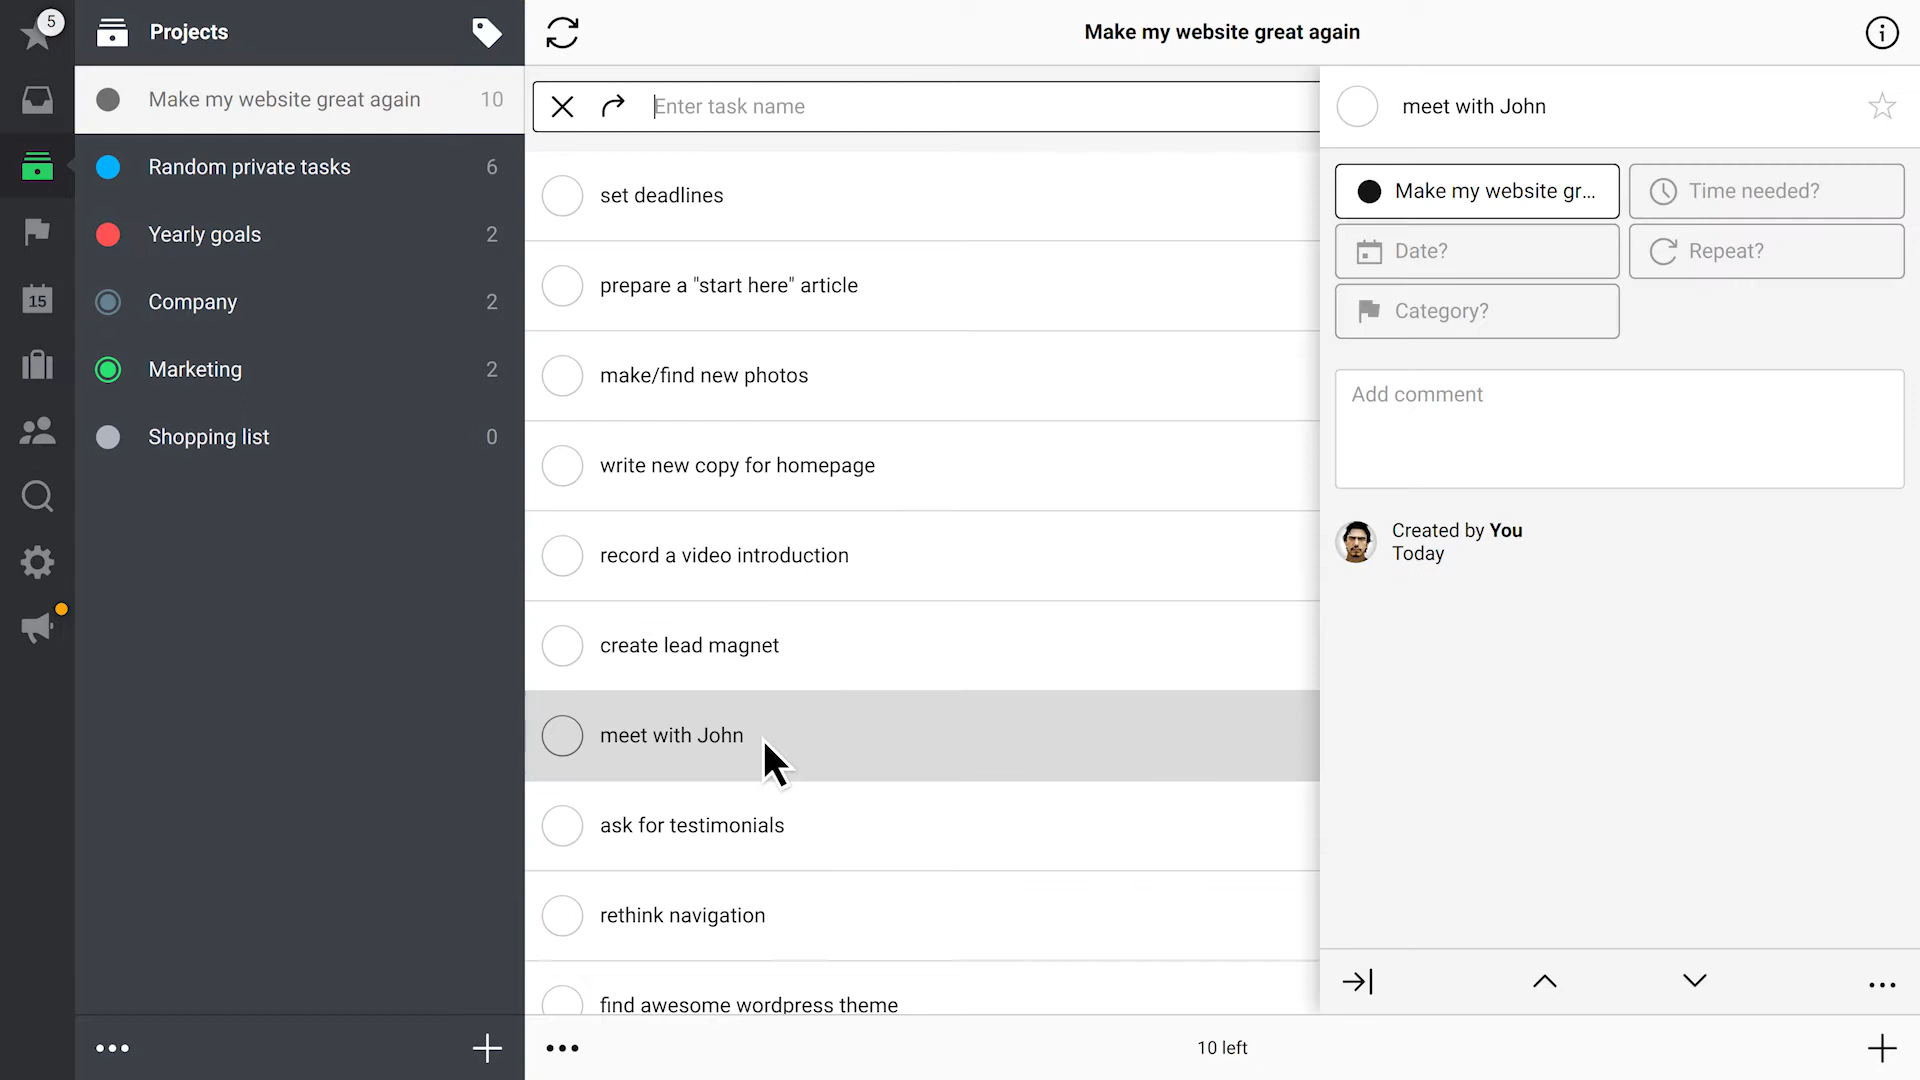 5
Projects
Make my website great again
Make my website great again 10
Random private tasks 6
Yearly goals 2
Company 2
Marketing 2
Shopping list 0
15
Enter task name
set deadlines
prepare a "start here" article
make/find new photos
write new copy for homepage
record a video introduction
create lead magnet
meet with John
ask for testimonials
rethink navigation
find awesome wordpress theme
10 left
meet with John
Make my website gr...
Time needed?
Date?
Repeat?
Category?
Add comment
Created by You
Today